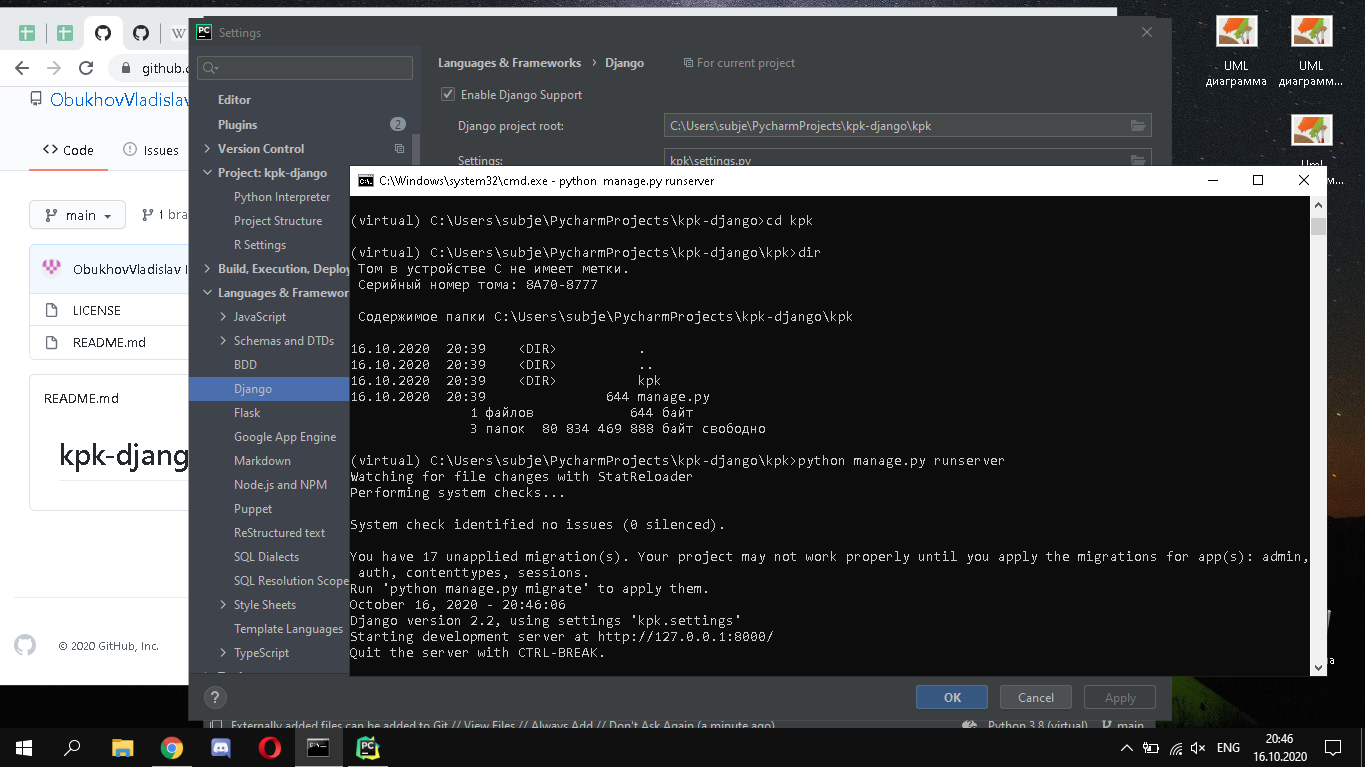 W
PC Settings
github.c
ObukhovVladislav
<> Code
Issues
main
1 bra
ObukhovVladislav I
LICENSE
README.md
README.md
kpk-djang
© 2020 GitHub, Inc.
Editor
Plugins 2
Version Control
Project: kpk-django
Python Interpreter
Project Structure
R Settings
Build, Execution, Deploy
Languages & Framewor
JavaScript
Schemas and DTDs
BDD
Django
Flask
Google App Engine
Markdown
Node.js and NPM
Puppet
ReStructured text
SQL Dialects
SQL Resolution Scope
Style Sheets
Template Languages
TypeScript
Languages & Frameworks › Django For current project
Enable Django Support
Django project root: C:\Users\subje\PycharmProjects\kpk-django\kpk
Settings: kpk\settings.py
C:\Windows\system32\cmd.exe - python  manage.py runserver
(virtual) C:\Users\subje\PycharmProjects\kpk-django>cd kpk
(virtual) C:\Users\subje\PycharmProjects\kpk-django\kpk>dir
Том в устройстве C не имеет метки.
Серийный номер тома: 8A70-8777
Содержимое папки C:\Users\subje\PycharmProjects\kpk-django\kpk
16.10.2020  20:39    <DIR>          .
16.10.2020  20:39    <DIR>          ..
16.10.2020  20:39    <DIR>          kpk
16.10.2020  20:39               644 manage.py
1 файлов            644 байт
3 папок  80 834 469 888 байт свободно
(virtual) C:\Users\subje\PycharmProjects\kpk-django\kpk>python manage.py runserver
Watching for file changes with StatReloader
Performing system checks...
System check identified no issues (0 silenced).
You have 17 unapplied migration(s). Your project may not work properly until you apply the migrations for app(s): admin,
auth, contenttypes, sessions.
Run 'python manage.py migrate' to apply them.
October 16, 2020 - 20:46:06
Django version 2.2, using settings 'kpk.settings'
Starting development server at http://127.0.0.1:8000/
Quit the server with CTRL-BREAK.
?
OK Cancel Apply
Externally added files can be added to Git // View Files // Always Add // Don't Ask Again (a minute ago)
Python 3.8 (virtual) main
UML
диаграмма
UML
диаграмм...
Uml
м...
а
PC
ENG
20:46
16.10.2020